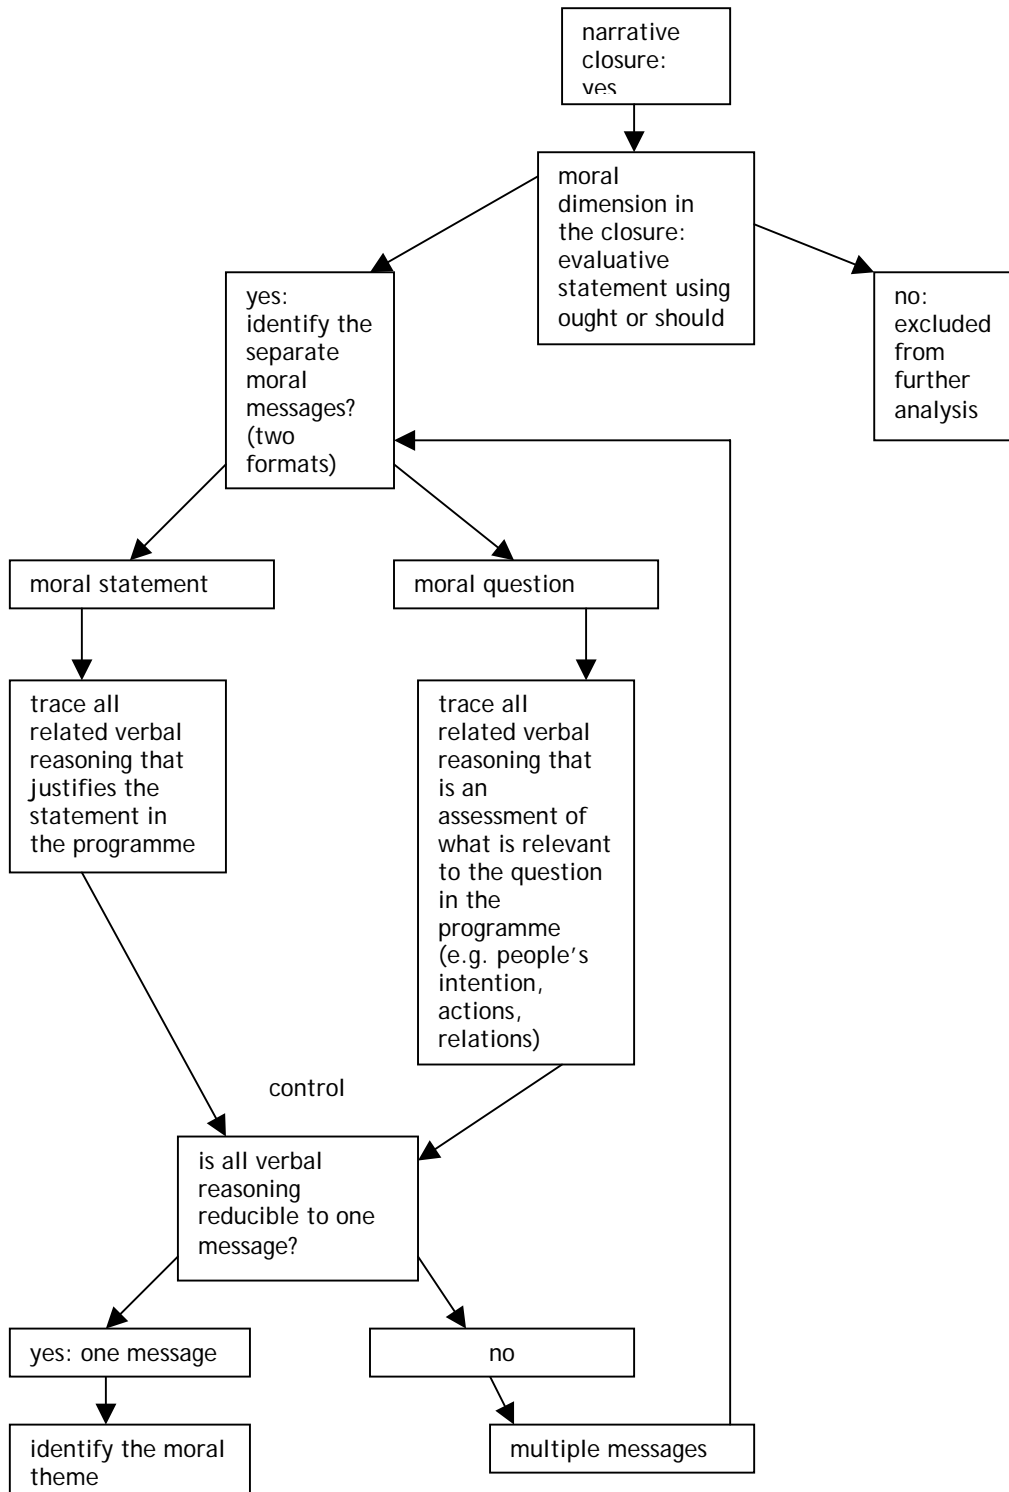 narrative
closure:
yes
moral
dimension in
the closure:
evaluative
statement using
ought or should
yes:
identify the
separate
moral
messages?
(two
formats)
no:
excluded
from
further
analysis
moral statement
moral question
trace all
related verbal
reasoning that
justifies the
statement in
the programme
trace all
related verbal
reasoning that
is an
assessment of
what is relevant
to the question
in the
programme
(e.g. people’s
intention,
actions,
relations)
control
is all verbal
reasoning
reducible to one
message?
yes: one message
no
identify the moral
theme
multiple messages